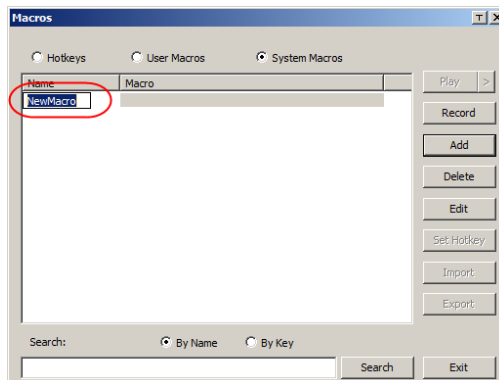 Macros
Hotkeys User Macros System Macros
Name Macro
NewMacro
Play >
Record
Add
Delete
Edit
Set Hotkey
Import
Export
Search: By Name By Key
Search Exit